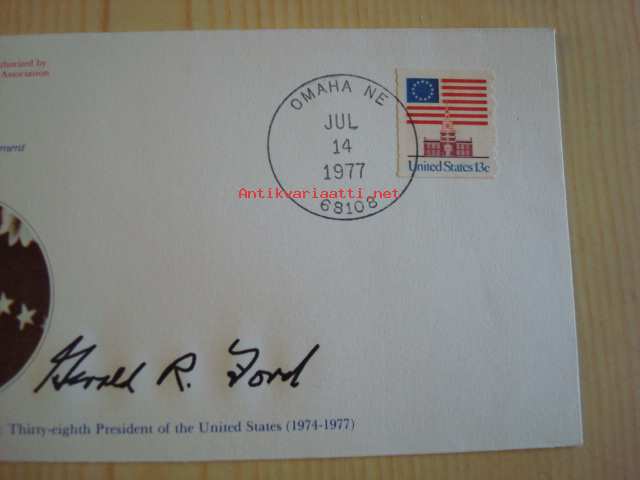 uthorized by
Association
OMAHA NE
JUL
14
1977
68108
United States 13c
Antikvariaatti.net
Gerald R. Ford
Thirty-eighth President of the United States (1974-1977)